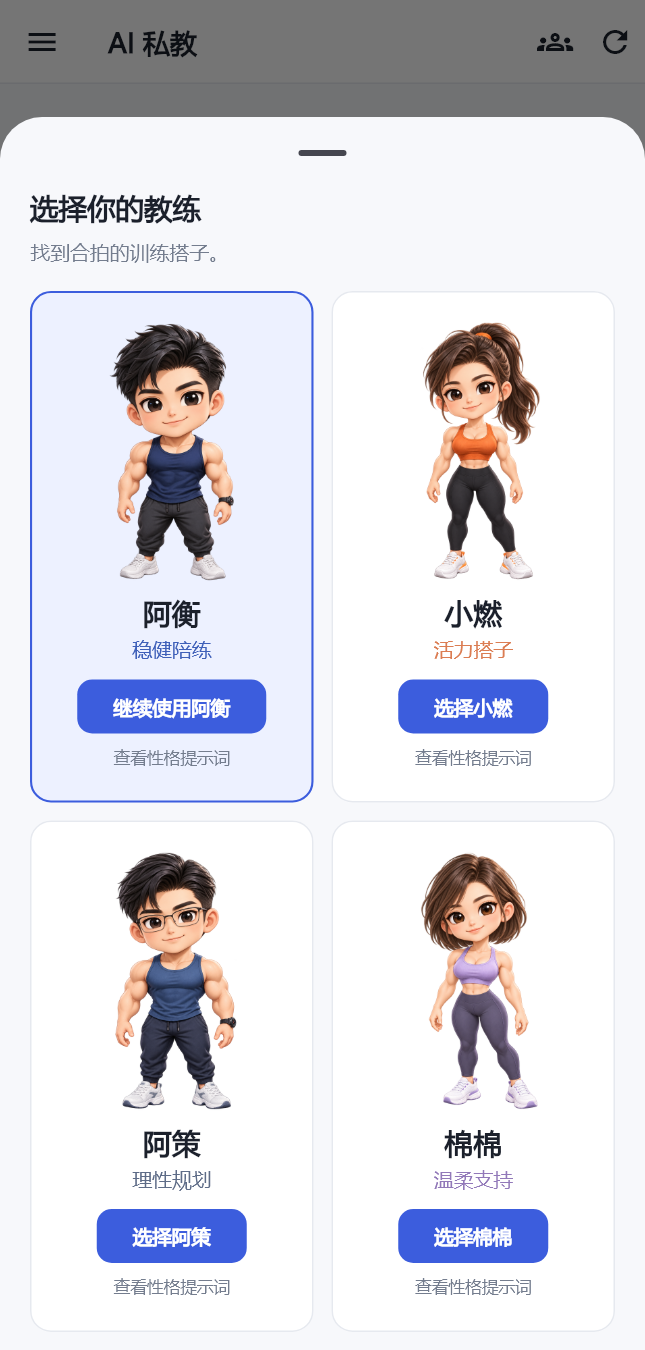 AI 私教
选择你的教练
找到合拍的训练搭子。
阿衡
稳健陪练
继续使用阿衡
查看性格提示词
小燃
活力搭子
选择小燃
查看性格提示词
阿策
理性规划
选择阿策
查看性格提示词
棉棉
温柔支持
选择棉棉
查看性格提示词